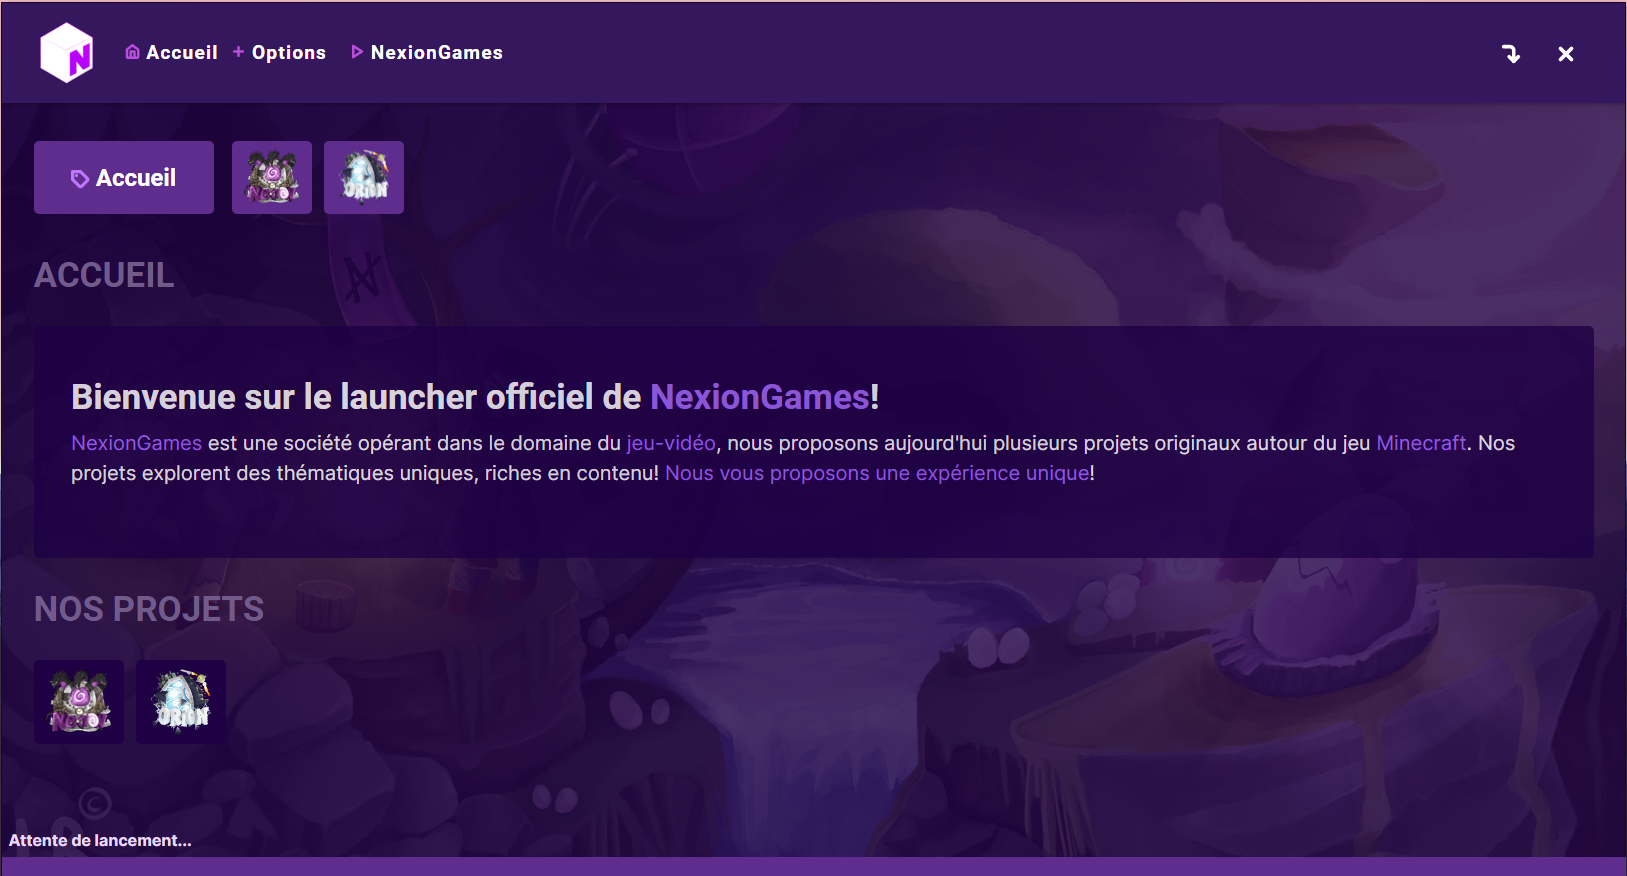 N
Accueil
Options
NexionGames
Accueil
ORION
ACCUEIL
Bienvenue sur le launcher officiel de NexionGames!
NexionGames est une société opérant dans le domaine du jeu-vidéo, nous proposons aujourd'hui plusieurs projets originaux autour du jeu Minecraft. Nos
projets explorent des thématiques uniques, riches en contenu! Nous vous proposons une expérience unique!
NOS PROJETS
ORION
©
Attente de lancement...